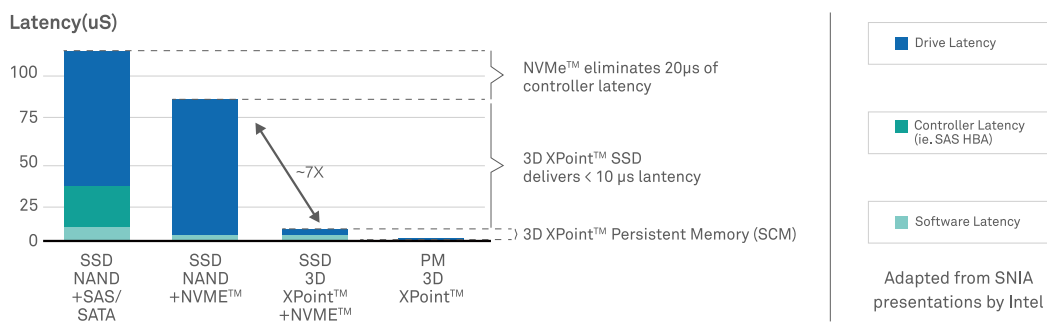 Latency(uS)
100
75
50
25
0
~7X
SSD
NAND
+SAS/
SATA
SSD
NAND
+NVME™
SSD
3D
XPoint™
+NVME™
PM
3D
XPoint™
NVMe™ eliminates 20µs of
controller latency
3D XPoint™ SSD
delivers < 10 µs lantency
3D XPoint™ Persistent Memory (SCM)
Drive Latency
Controller Latency
(ie. SAS HBA)
Software Latency
Adapted from SNIA
presentations by Intel